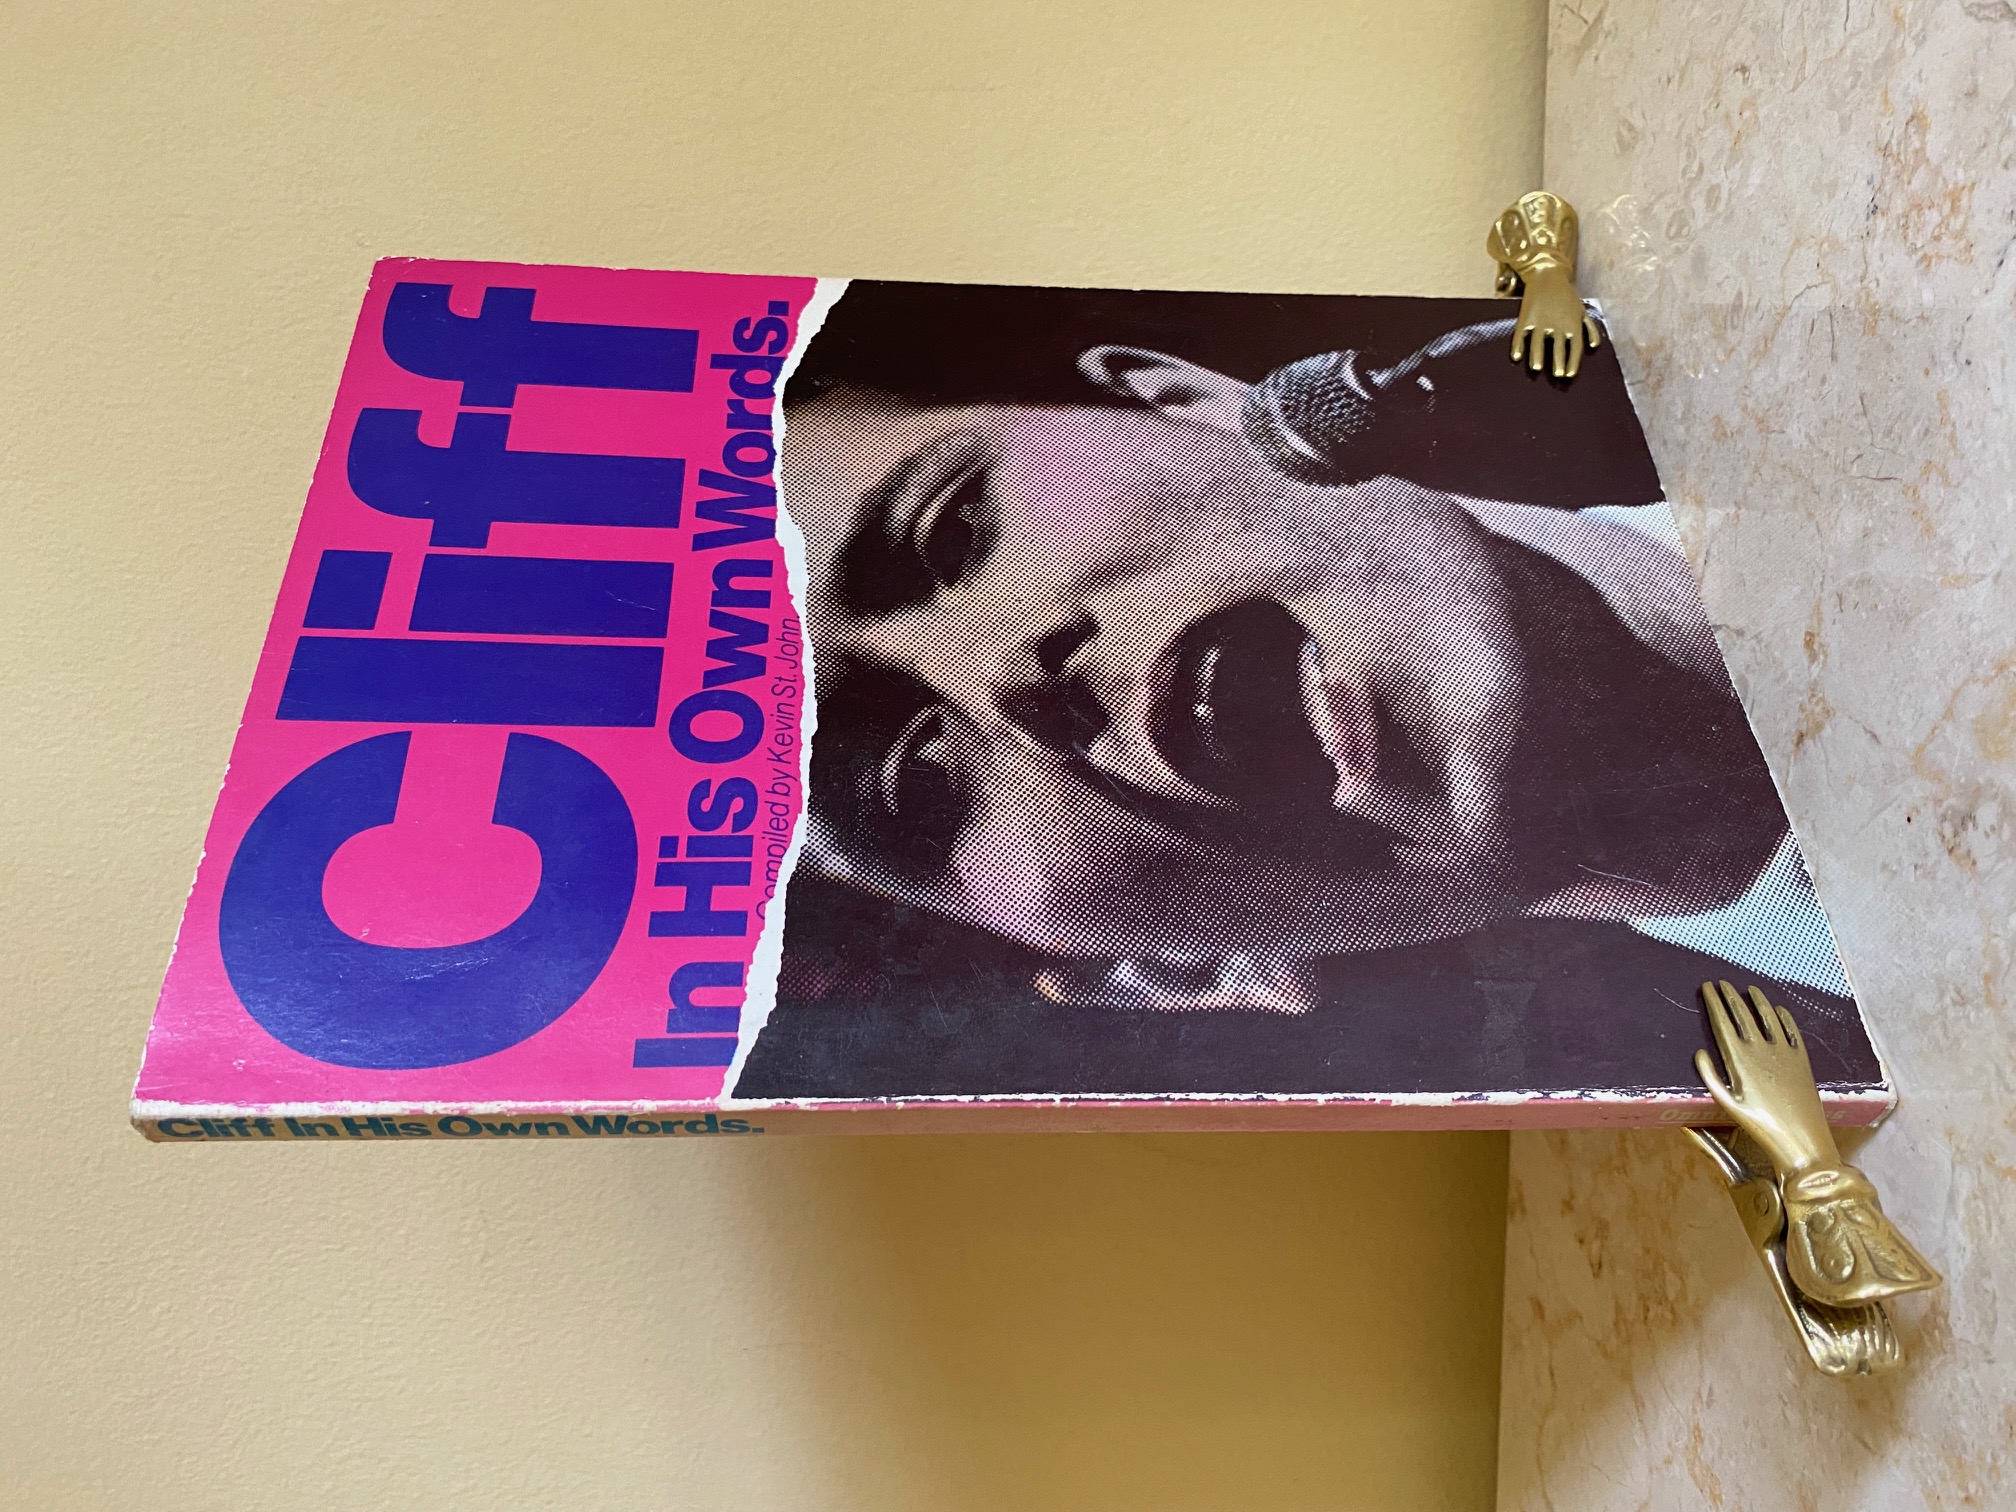 Cliff
In His Own Words.
Compiled by Kevin St. John.
Cliff In His Own Words.